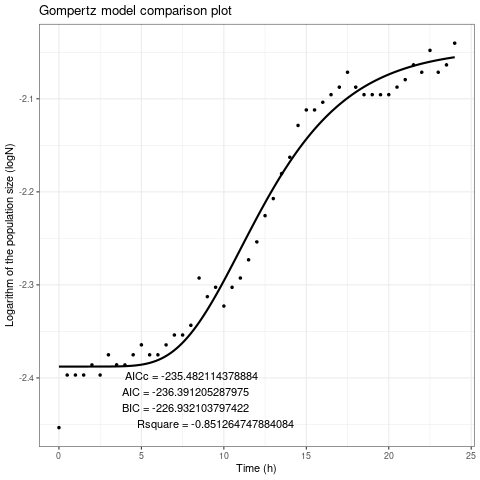 Gompertz model comparison plot
Logarithm of the population size (logN)
-2.1
-2.2
-2.3
-2.4
AICc = -235.482114378884
AIC = -236.391205287975
BIC = -226.932103797422
Rsquare = -0.851264747884084
0 5 10 15 20 25
Time (h)